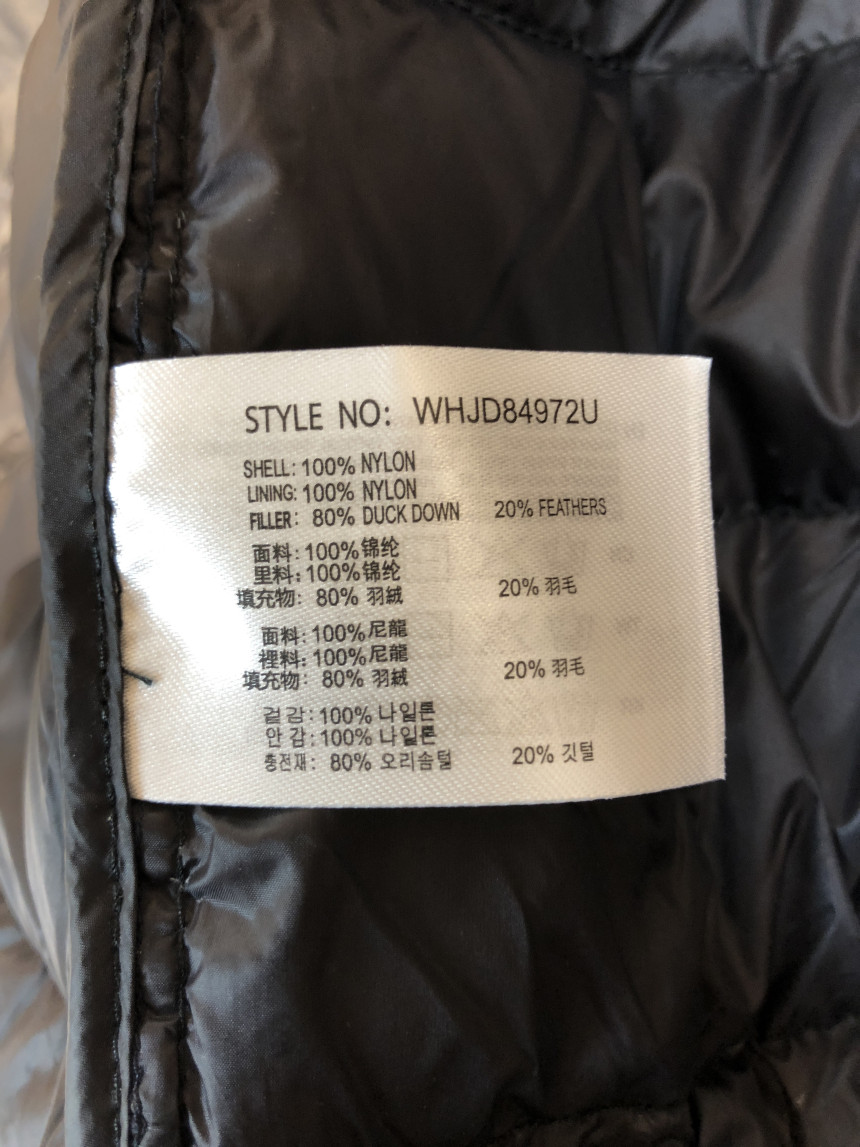 STYLE NO: WHJD84972U
SHELL: 100% NYLON
LINING: 100% NYLON
FILLER: 80% DUCK DOWN 20% FEATHERS
面料: 100% 锦纶
里料: 100% 锦纶
填充物: 80% 羽絨 20% 羽毛
面料: 100% 尼龍
裡料: 100% 尼龍
填充物: 80% 羽絨 20% 羽毛
겉감: 100% 나일론
안감: 100% 나일론
충전재: 80% 오리솜털 20% 깃털